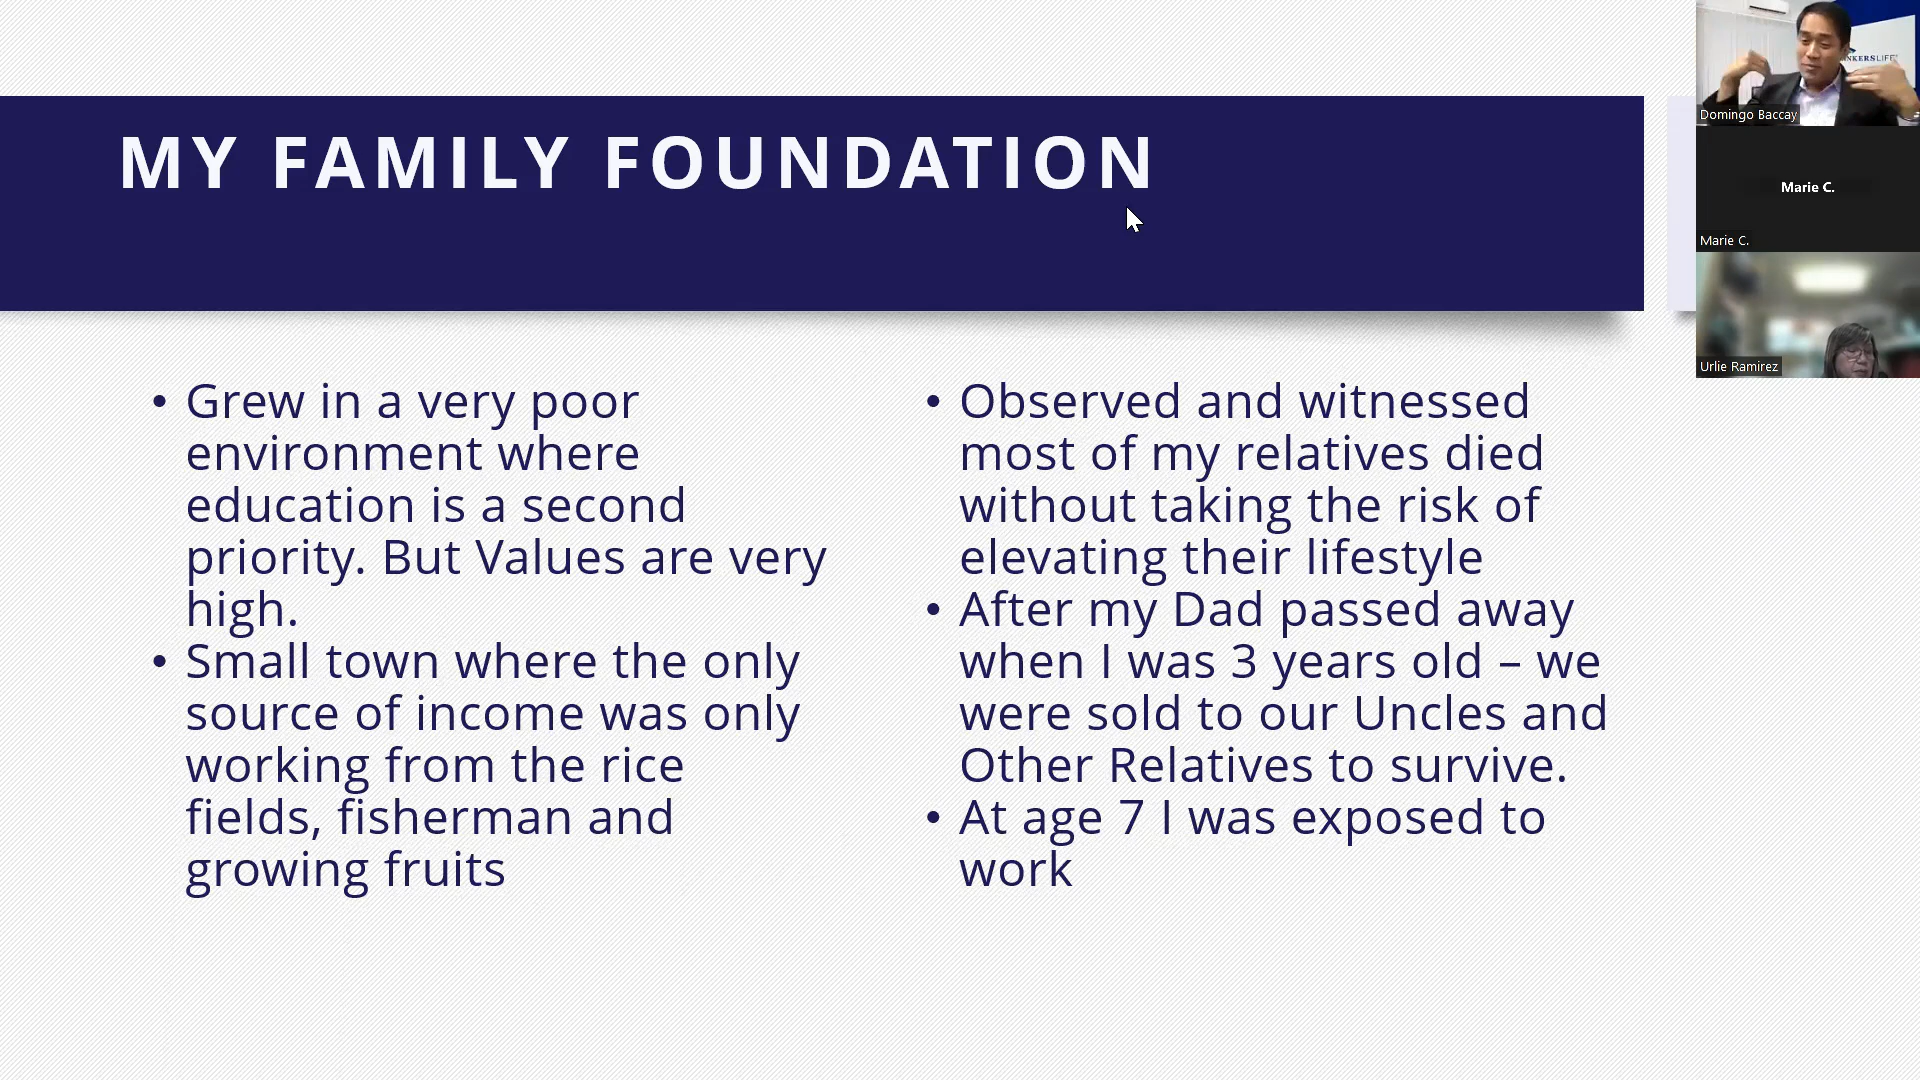 MY FAMILY FOUNDATION
• Grew in a very poor
environment where
education is a second
priority. But Values are very
high.
• Small town where the only
source of income was only
working from the rice
fields, fisherman and
growing fruits
• Observed and witnessed
most of my relatives died
without taking the risk of
elevating their lifestyle
• After my Dad passed away
when I was 3 years old – we
were sold to our Uncles and
Other Relatives to survive.
• At age 7 I was exposed to
work
NKERSLIFE
Domingo Baccay
Marie C.
Marie C.
Urlie Ramirez